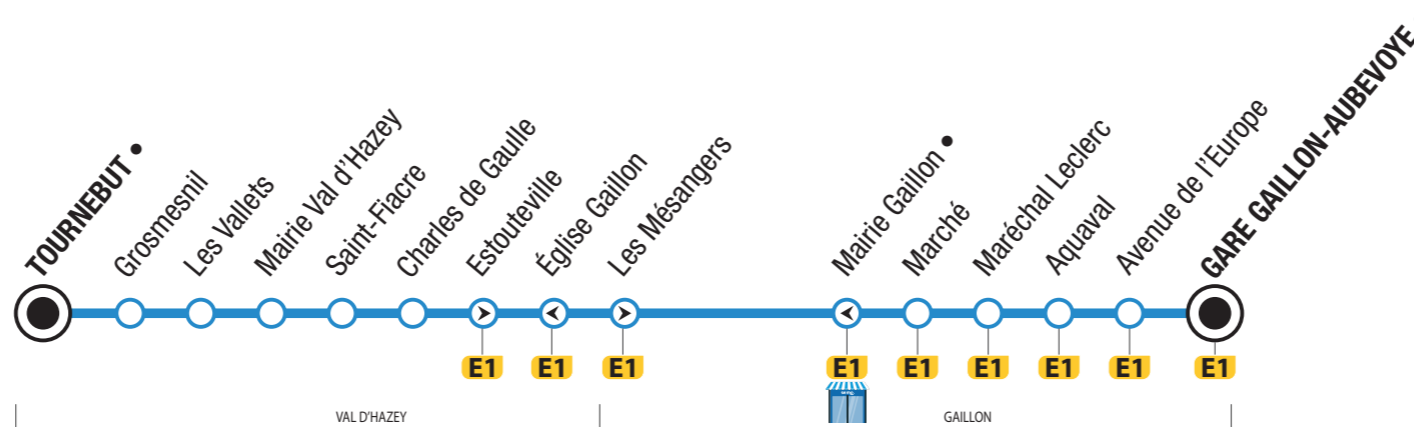 TOURNEBUT •
Grosmesnil
Les Vallets
Mairie Val d'Hazey
Saint-Fiacre
Charles de Gaulle
Estouteville
Église Gaillon
Les Mésangers
Mairie Gaillon •
Marché
Maréchal Leclerc
Aquaval
Avenue de l'Europe
GARE GAILLON-AUBEVOYE
E1 E1 E1 E1 E1 E1 E1 E1 E1
VAL D'HAZEY GAILLON